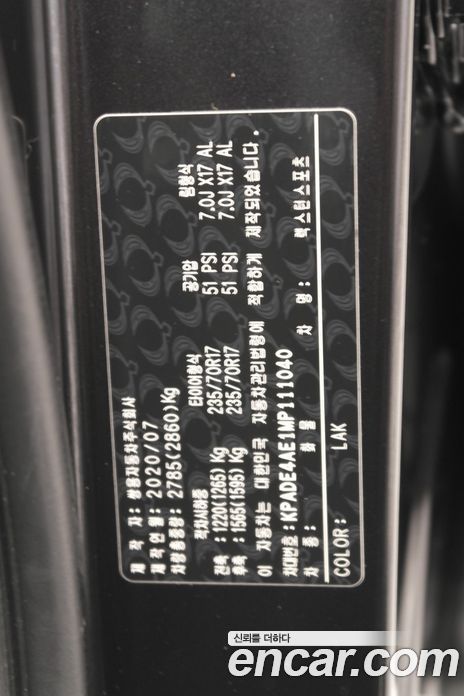 제 작 자: 쌍용자동차주식회사
제작연월: 2020/07
차량총중량: 2785(2860)Kg
적차시하중 타이어형식 공기압 림형식
전축: 1220(1265) Kg 235/70R17 51 PSI 7.0J X17 AL
후축: 1565(1595) Kg 235/70R17 51 PSI 7.0J X17 AL
이 자동차는 대한민국 자동차관리법령에 적합하게 제작되었습니다.
차대번호: KPADE4AE1MP111040
차 종: 화 물 차 명: 렉스턴스포츠
COLOR: LAK
신뢰를 더하다
encar.com